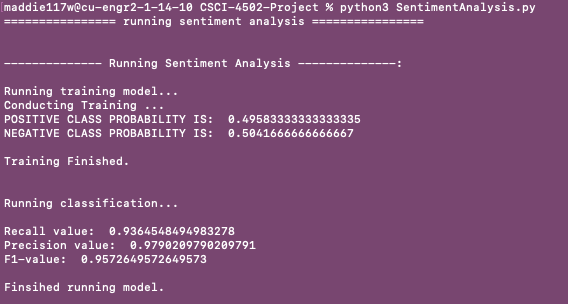 maddie117w@cu-engr2-1-14-10 CSCI-4502-Project % python3 SentimentAnalysis.py
================ running sentiment analysis ================
-------------- Running Sentiment Analysis --------------:
Running training model...
Conducting Training ...
POSITIVE CLASS PROBABILITY IS:  0.49583333333333335
NEGATIVE CLASS PROBABILITY IS:  0.5041666666666667
Training Finished.
Running classification...
Recall value:  0.9364548494983278
Precision value:  0.9790209790209791
F1-value:  0.9572649572649573
Finsihed running model.